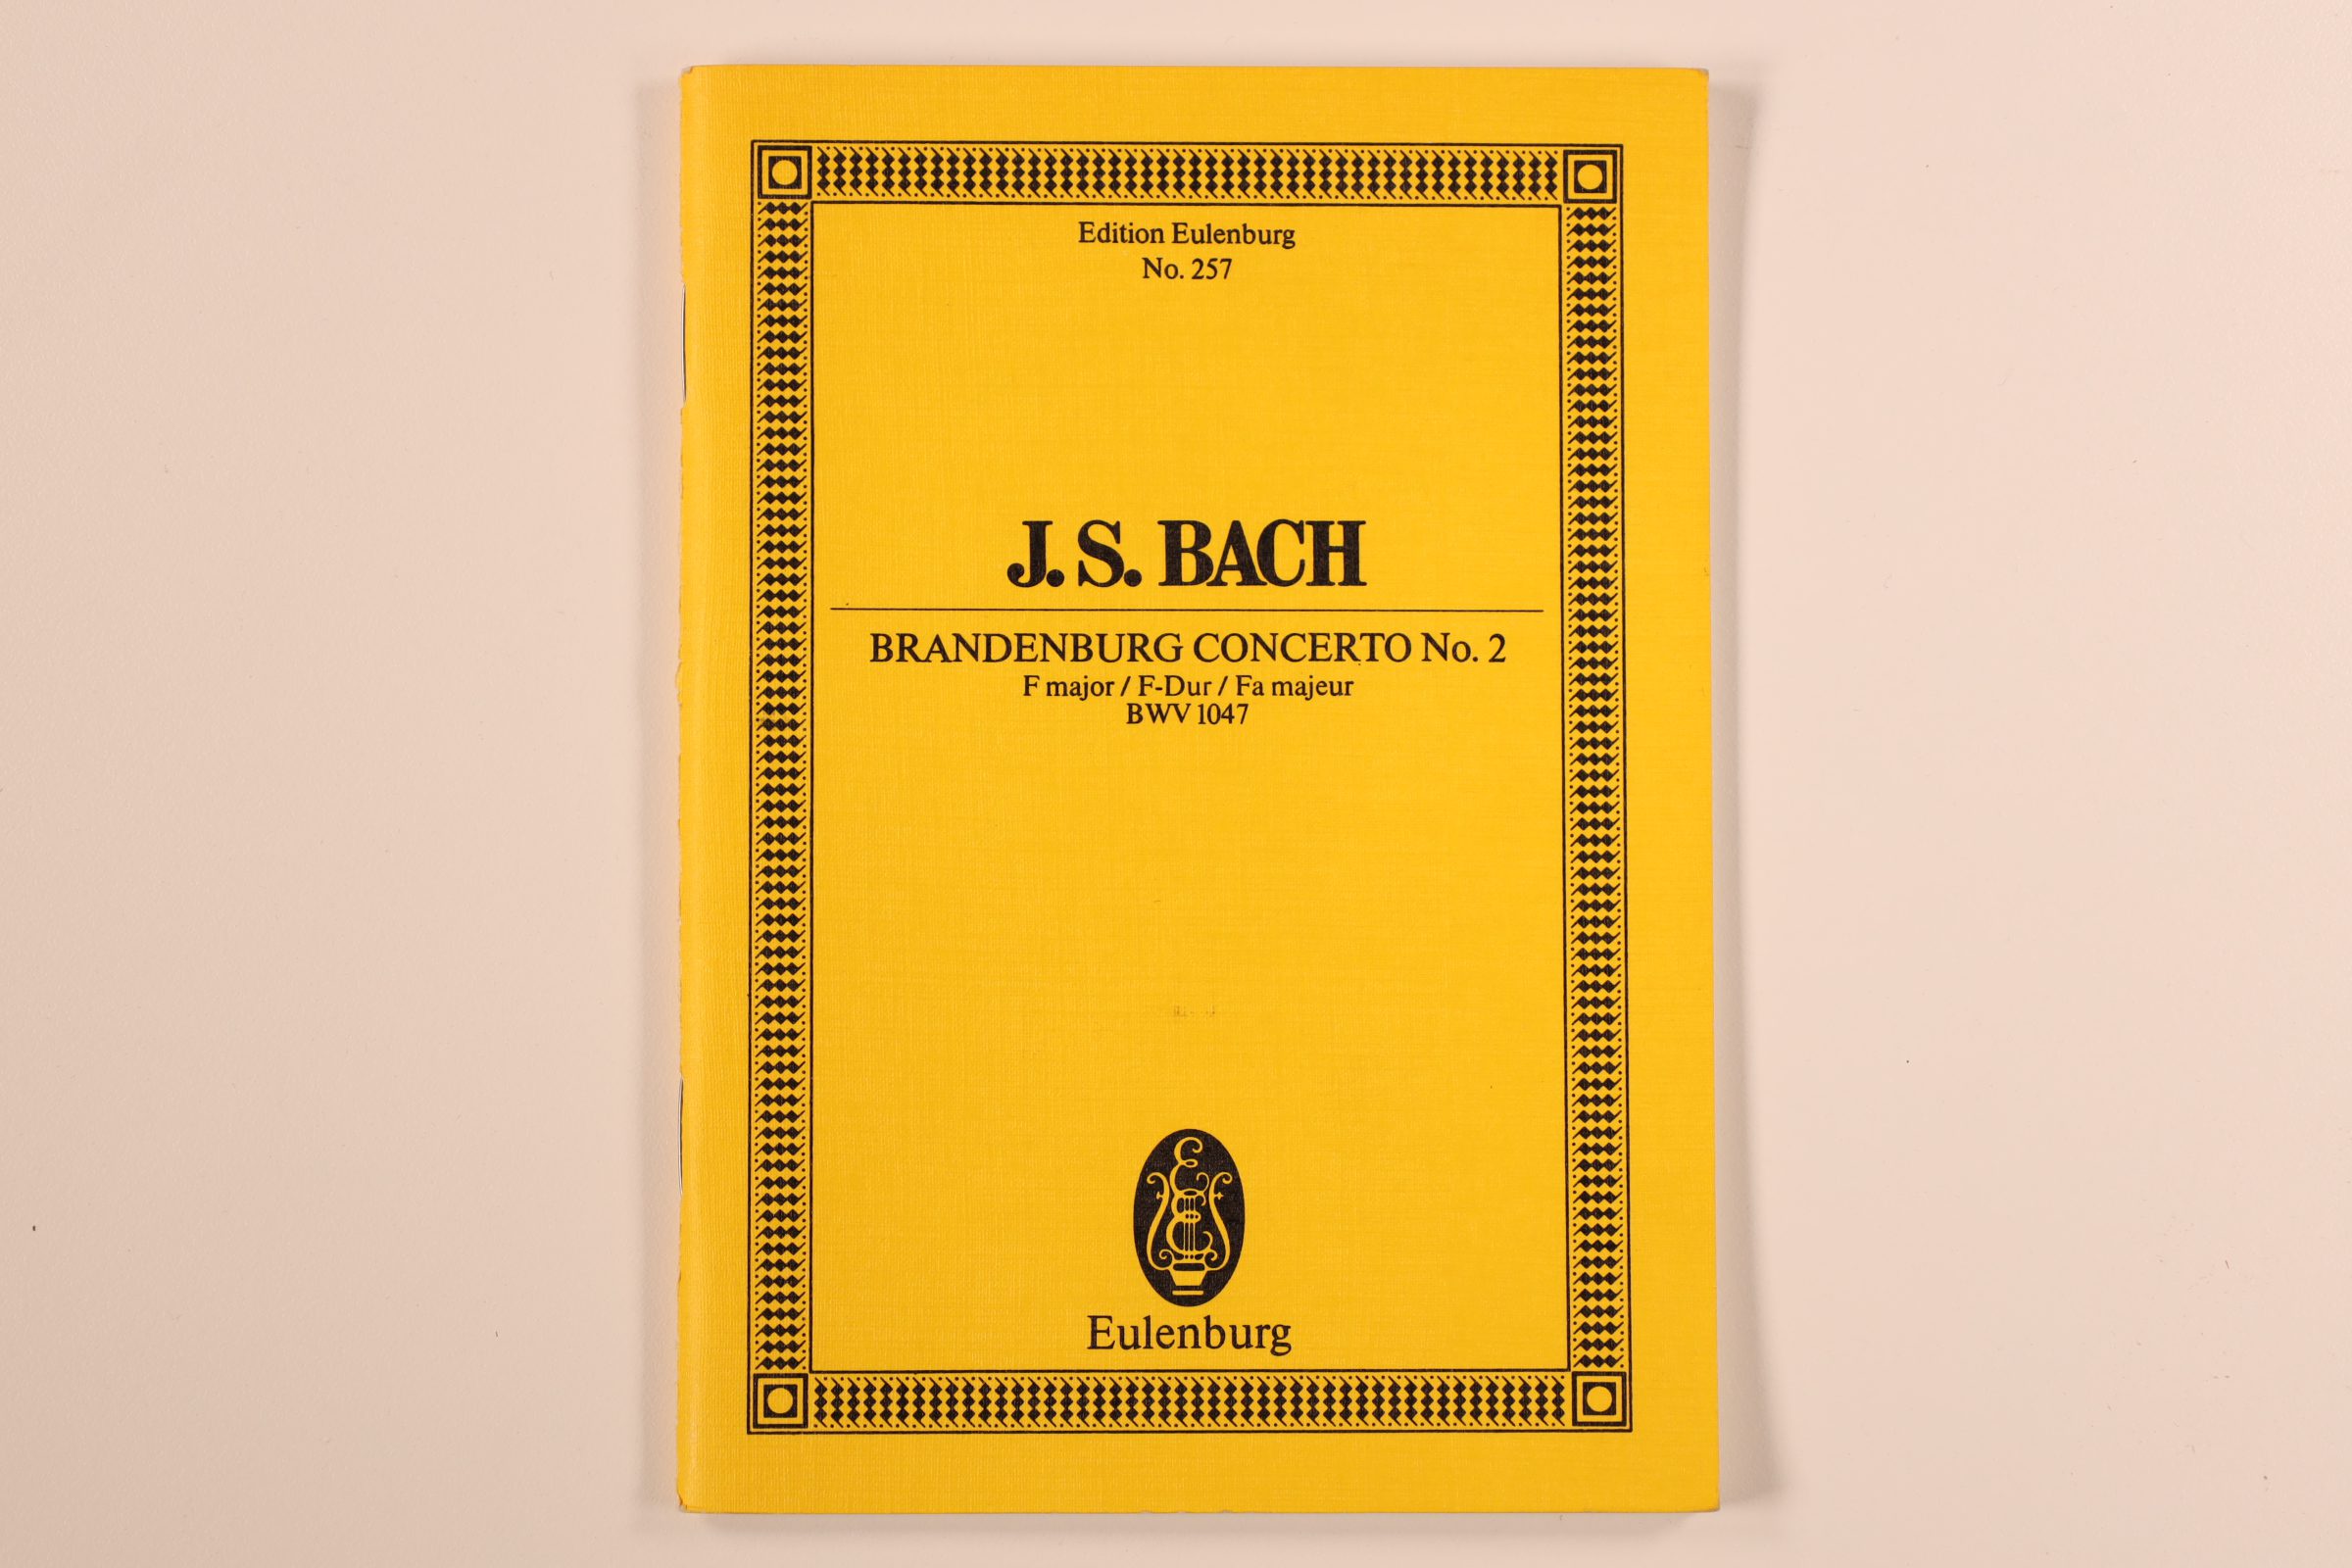 Edition Eulenburg
No. 257
J. S. BACH
BRANDENBURG CONCERTO No. 2
F major / F-Dur / Fa majeur
BWV 1047
Eulenburg